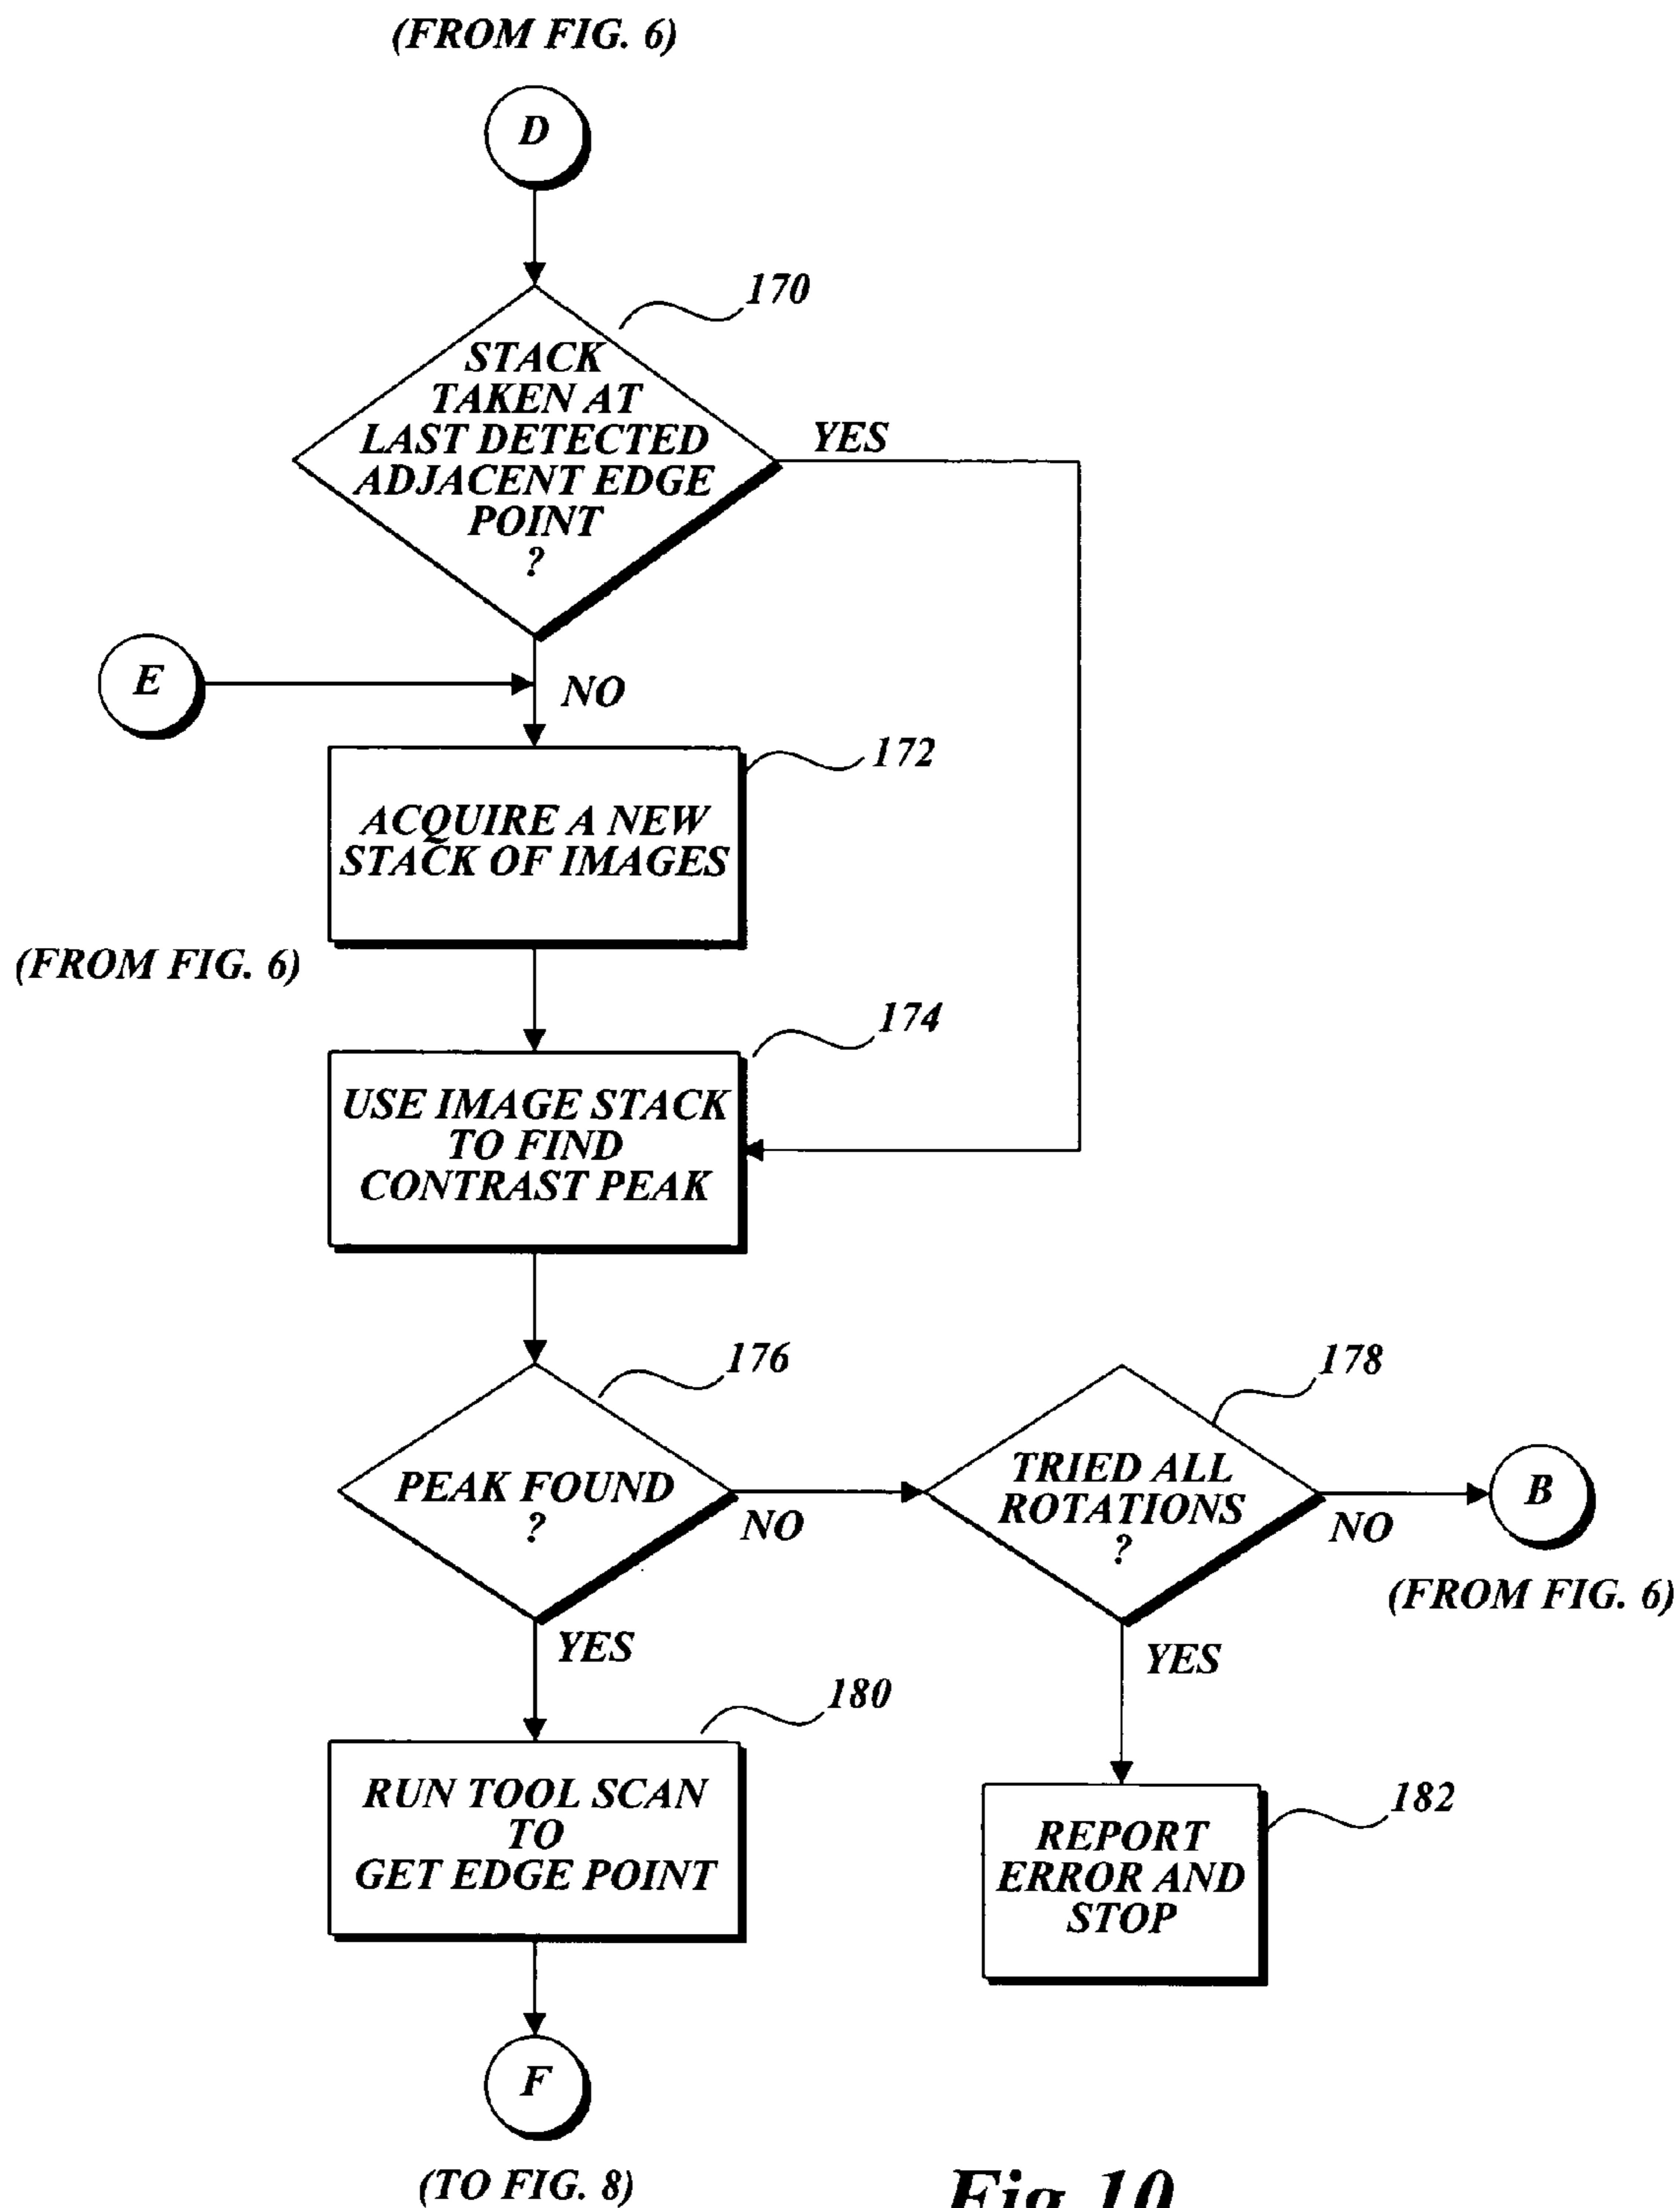 (FROM FIG. 6)
D
170
STACK
TAKEN AT
LAST DETECTED
ADJACENT EDGE
POINT
?
YES
E
NO
172
ACQUIRE A NEW
STACK OF IMAGES
(FROM FIG. 6)
174
USE IMAGE STACK
TO FIND
CONTRAST PEAK
176
PEAK FOUND
?
NO
YES
178
TRIED ALL
ROTATIONS
?
NO
B
(FROM FIG. 6)
YES
180
RUN TOOL SCAN
TO
GET EDGE POINT
182
REPORT
ERROR AND
STOP
F
(TO FIG. 8)
Fig. 10